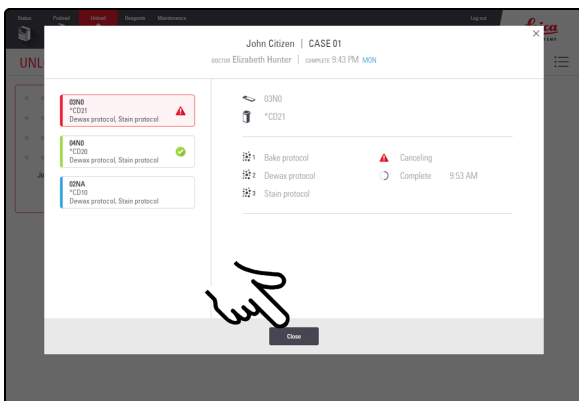 Status Preload Unload Reagents Maintenance Log out
Leica
John Citizen | CASE 01
DOCTOR Elizabeth Hunter | COMPLETE 9:43 PM MON
UNL
03N0
*CD21
Dewax protocol, Stain protocol
04N0
*CD20
Dewax protocol, Stain protocol
02NA
*CD10
Dewax protocol, Stain protocol
Jo
03N0
*CD21
1 Bake protocol Canceling
2 Dewax protocol Complete 9:53 AM
3 Stain protocol
Close